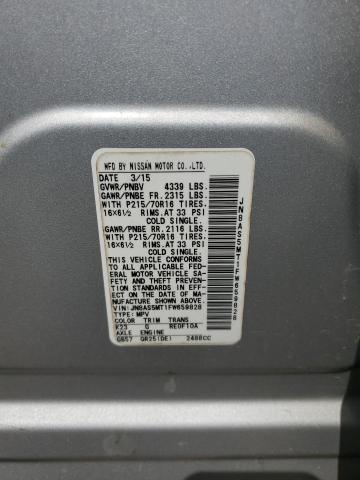 MFD BY NISSAN MOTOR CO.,LTD.
DATE 3/15
GVWR/PNBV 4339 LBS.
GAWR/PNBE FR. 2315 LBS.
WITH P215/70R16 TIRES.
16X6½ RIMS. AT 33 PSI
GAWR/PNBE RR. 2116 LBS.
WITH P215/70R16 TIRES.
16X6½ RIMS. AT 33 PSI
THIS VEHICLE CONFORMS
TO ALL APPLICABLE FED-
ERAL MOTOR VEHICLE SA-
FETY AND THEFT PREVEN-
TION STANDARDS IN EFF-
ECT ON THE DATE OF MA-
NUFACTURE SHOWN ABOVE.
VIN:JN8AS5MT1FW659828
TYPE: MPV
COLOR TRIM TRANS
K23 G RE0F10A
AXLE ENGINE
GB57 QR25(DE) 2488CC
JN8AS5MT1FW659828